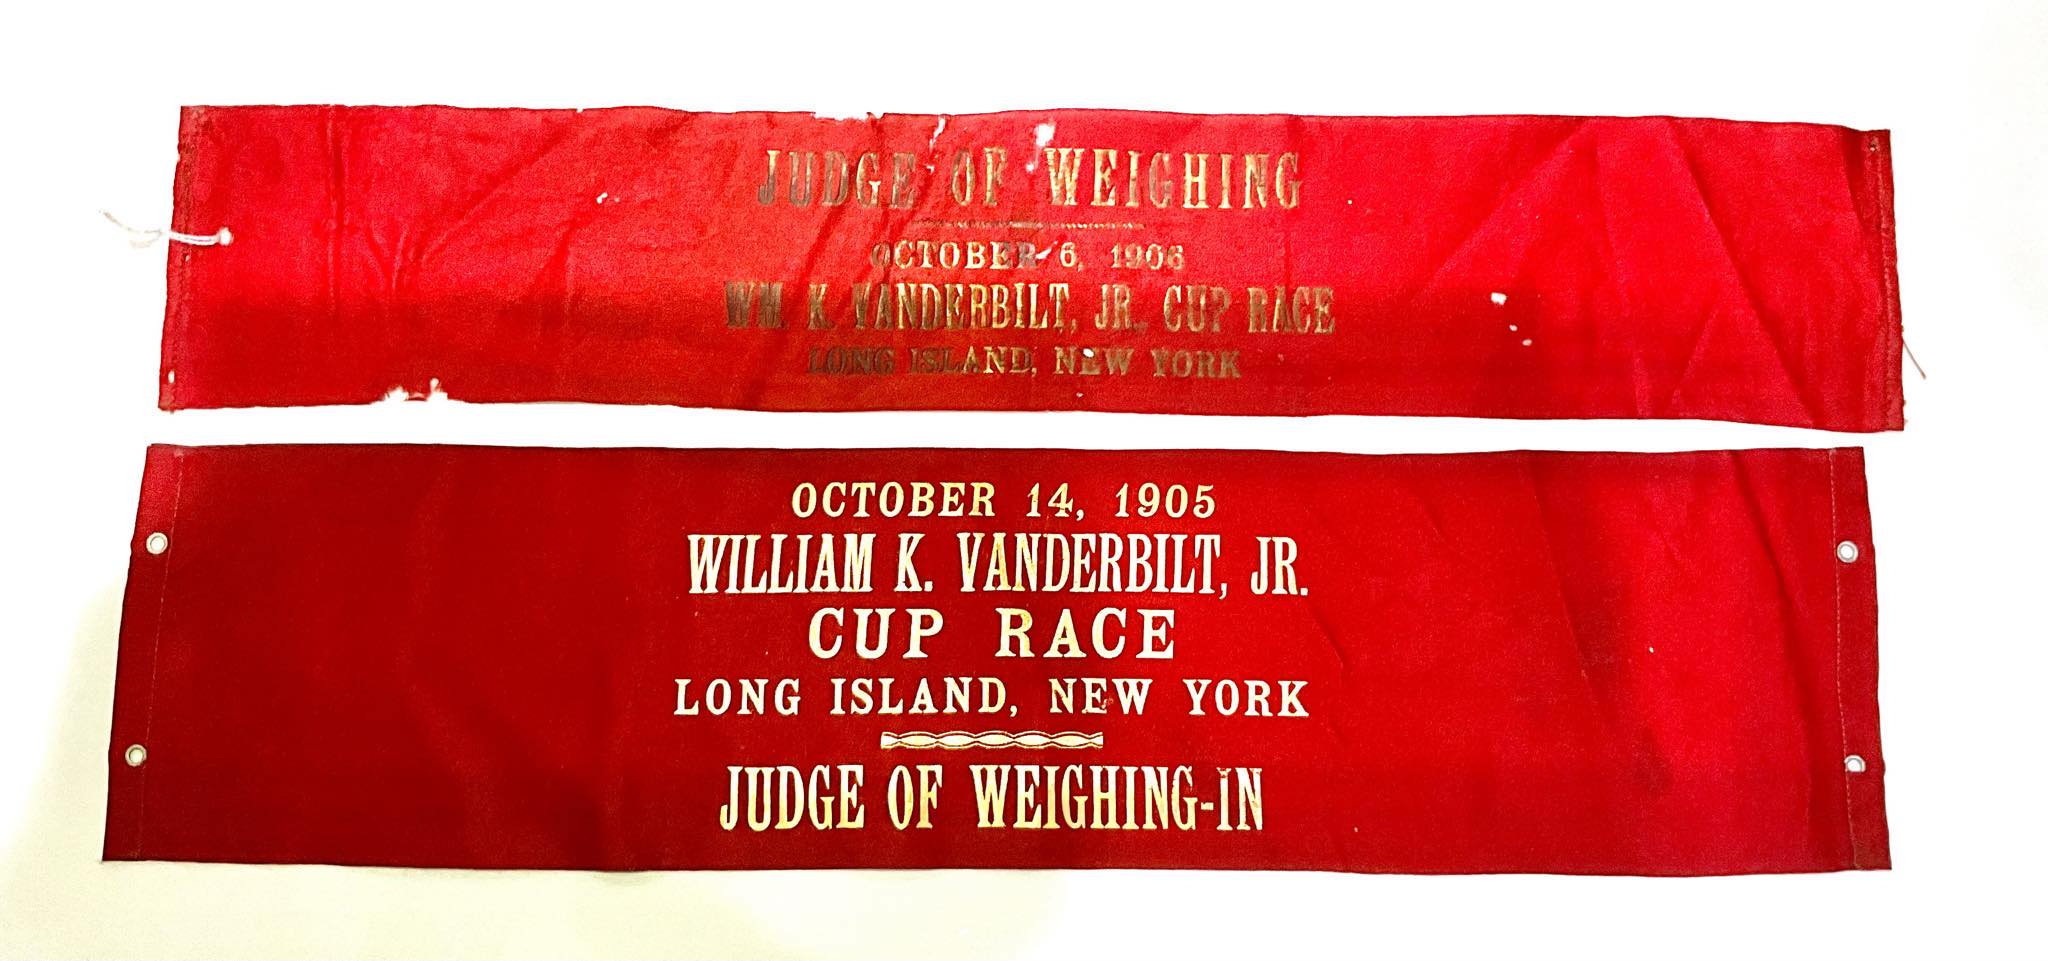 JUDGE OF WEIGHING
OCTOBER 6, 1906
WM. K. VANDERBILT, JR., CUP RACE
LONG ISLAND, NEW YORK
OCTOBER 14, 1905
WILLIAM K. VANDERBILT, JR.
CUP RACE
LONG ISLAND, NEW YORK
JUDGE OF WEIGHING-IN